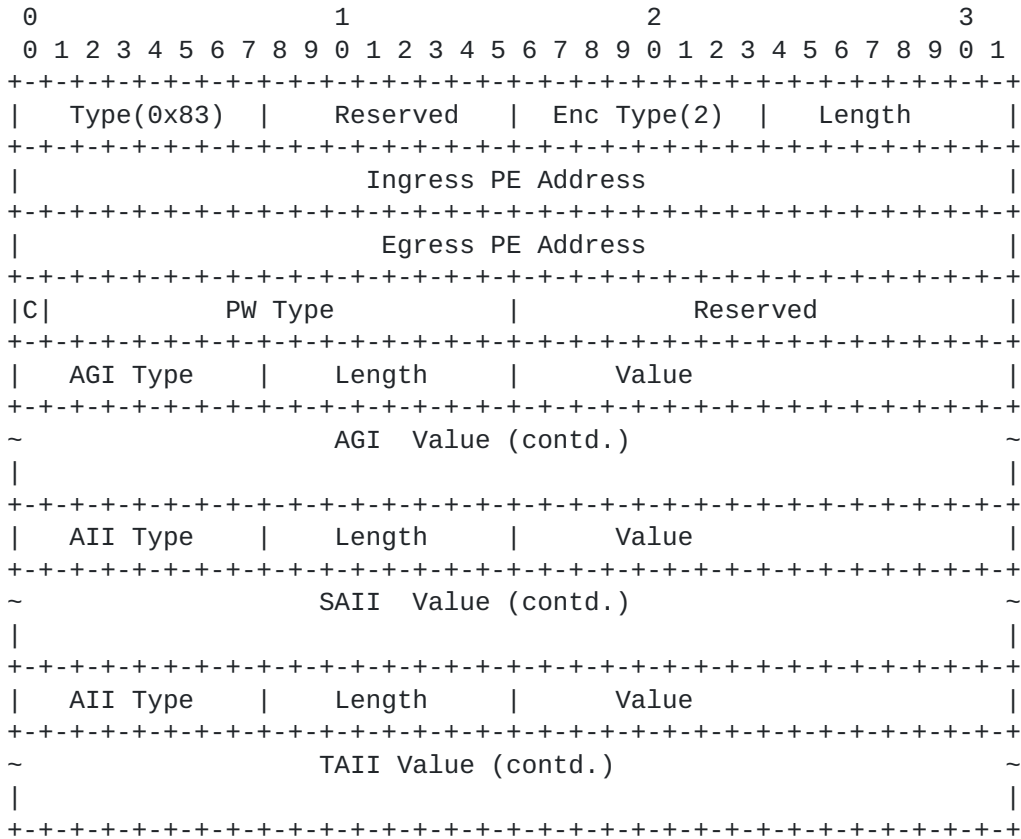 0                   1                   2                   3
 0 1 2 3 4 5 6 7 8 9 0 1 2 3 4 5 6 7 8 9 0 1 2 3 4 5 6 7 8 9 0 1
+-+-+-+-+-+-+-+-+-+-+-+-+-+-+-+-+-+-+-+-+-+-+-+-+-+-+-+-+-+-+-+-+
|   Type(0x83)  |    Reserved   |  Enc Type(2)  |   Length      |
+-+-+-+-+-+-+-+-+-+-+-+-+-+-+-+-+-+-+-+-+-+-+-+-+-+-+-+-+-+-+-+-+
|                      Ingress PE Address                       |
+-+-+-+-+-+-+-+-+-+-+-+-+-+-+-+-+-+-+-+-+-+-+-+-+-+-+-+-+-+-+-+-+
|                       Egress PE Address                       |
+-+-+-+-+-+-+-+-+-+-+-+-+-+-+-+-+-+-+-+-+-+-+-+-+-+-+-+-+-+-+-+-+
|C|           PW Type           |           Reserved            |
+-+-+-+-+-+-+-+-+-+-+-+-+-+-+-+-+-+-+-+-+-+-+-+-+-+-+-+-+-+-+-+-+
|   AGI Type    |    Length     |      Value                    |
+-+-+-+-+-+-+-+-+-+-+-+-+-+-+-+-+-+-+-+-+-+-+-+-+-+-+-+-+-+-+-+-+
~                    AGI  Value (contd.)                        ~
|                                                               |
+-+-+-+-+-+-+-+-+-+-+-+-+-+-+-+-+-+-+-+-+-+-+-+-+-+-+-+-+-+-+-+-+
|   AII Type    |    Length     |      Value                    |
+-+-+-+-+-+-+-+-+-+-+-+-+-+-+-+-+-+-+-+-+-+-+-+-+-+-+-+-+-+-+-+-+
~                   SAII  Value (contd.)                        ~
|                                                               |
+-+-+-+-+-+-+-+-+-+-+-+-+-+-+-+-+-+-+-+-+-+-+-+-+-+-+-+-+-+-+-+-+
|   AII Type    |    Length     |      Value                    |
+-+-+-+-+-+-+-+-+-+-+-+-+-+-+-+-+-+-+-+-+-+-+-+-+-+-+-+-+-+-+-+-+
~                   TAII Value (contd.)                         ~
|                                                               |
+-+-+-+-+-+-+-+-+-+-+-+-+-+-+-+-+-+-+-+-+-+-+-+-+-+-+-+-+-+-+-+-+